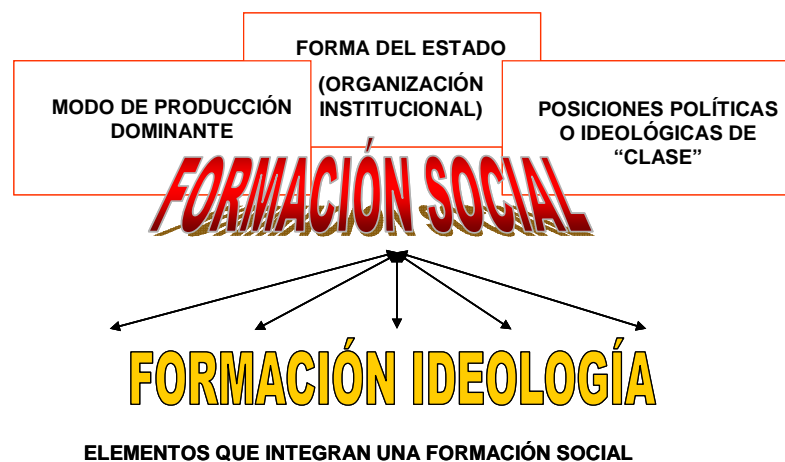 FORMA DEL ESTADO
(ORGANIZACIÓN
INSTITUCIONAL)
MODO DE PRODUCCIÓN
DOMINANTE
POSICIONES POLÍTICAS
O IDEOLÓGICAS DE
“CLASE”
FORMACIÓN SOCIAL
FORMACIÓN IDEOLOGÍA
ELEMENTOS QUE INTEGRAN UNA FORMACIÓN SOCIAL